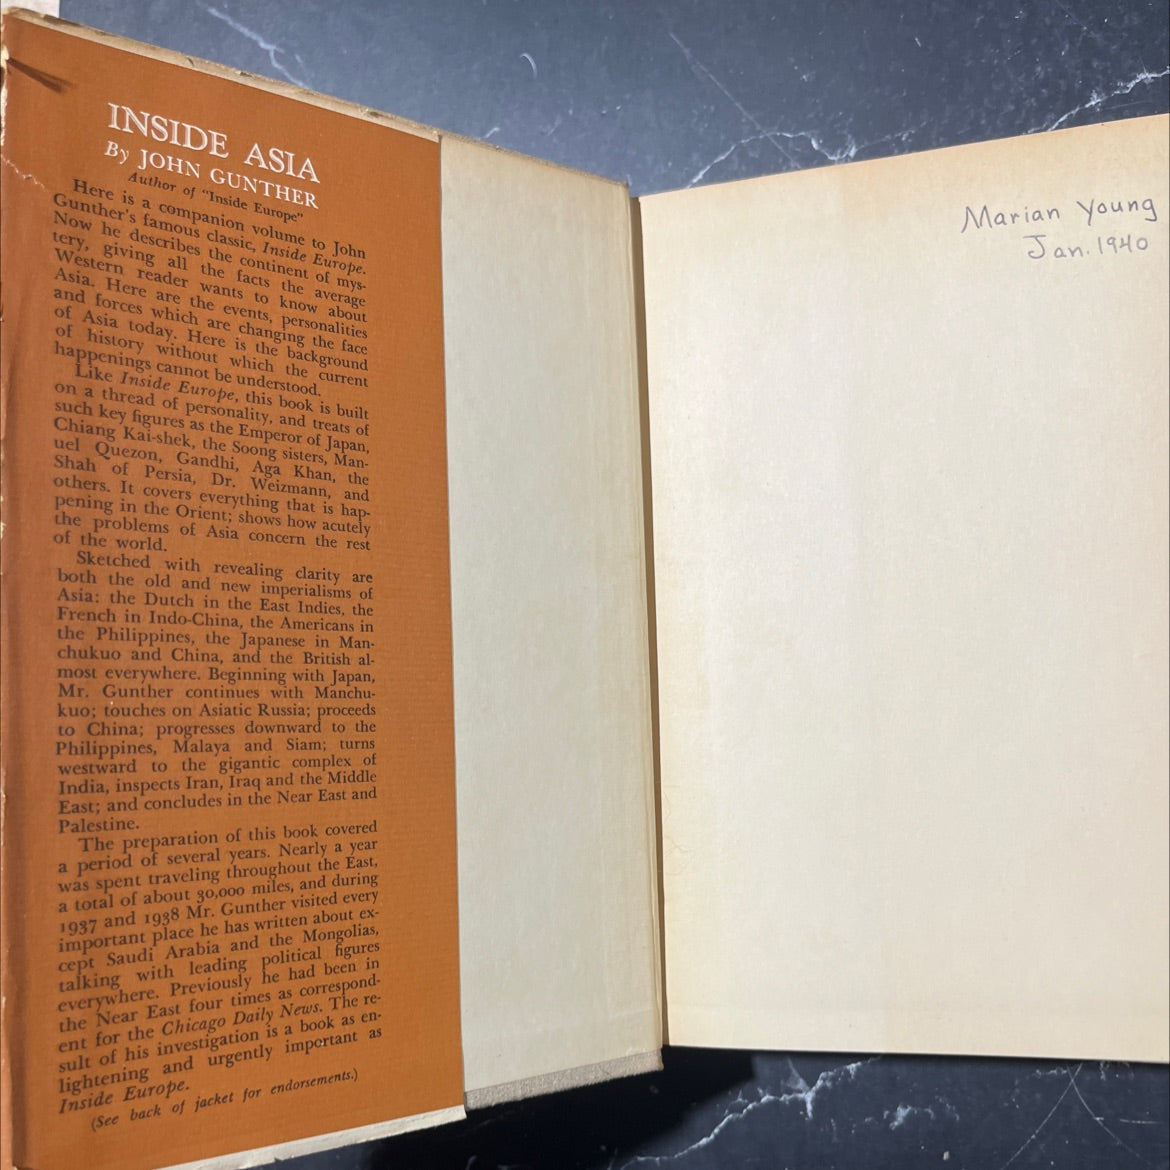 INSIDE ASIA
By JOHN GUNTHER
Author of "Inside Europe"
Here is a companion volume to John
Gunther's famous classic, Inside Europe.
Now he describes the continent of mys-
tery, giving all the facts the average
Western reader wants to know about
Asia. Here are the events, personalities
and forces which are changing the face
of Asia today. Here is the background
of history without which the current
happenings cannot be understood.
Like Inside Europe, this book is built
on a thread of personality, and treats of
such key figures as the Emperor of Japan,
Chiang Kai-shek, the Soong sisters, Man-
uel Quezon, Gandhi, Aga Khan, the
Shah of Persia, Dr. Weizmann, and
others. It covers everything that is hap-
pening in the Orient; shows how acutely
the problems of Asia concern the rest
of the world.
Sketched with revealing clarity are
both the old and new imperialisms of
Asia: the Dutch in the East Indies, the
French in Indo-China, the Americans in
the Philippines, the Japanese in Man-
chukuo and China, and the British al-
most everywhere. Beginning with Japan,
Mr. Gunther continues with Manchu-
kuo; touches on Asiatic Russia; proceeds
to China; progresses downward to the
Philippines, Malaya and Siam; turns
westward to the gigantic complex of
India, inspects Iran, Iraq and the Middle
East; and concludes in the Near East and
Palestine.
The preparation of this book covered
a period of several years. Nearly a year
was spent traveling throughout the East,
a total of about 30,000 miles, and during
1937 and 1938 Mr. Gunther visited every
important place he has written about ex-
cept Saudi Arabia and the Mongolias,
talking with leading political figures
everywhere. Previously he had been in
the Near East four times as correspond-
ent for the Chicago Daily News. The re-
sult of his investigation is a book as en-
lightening and urgently important as
Inside Europe.
(See back of jacket for endorsements.)
Marian Young
Jan. 1940